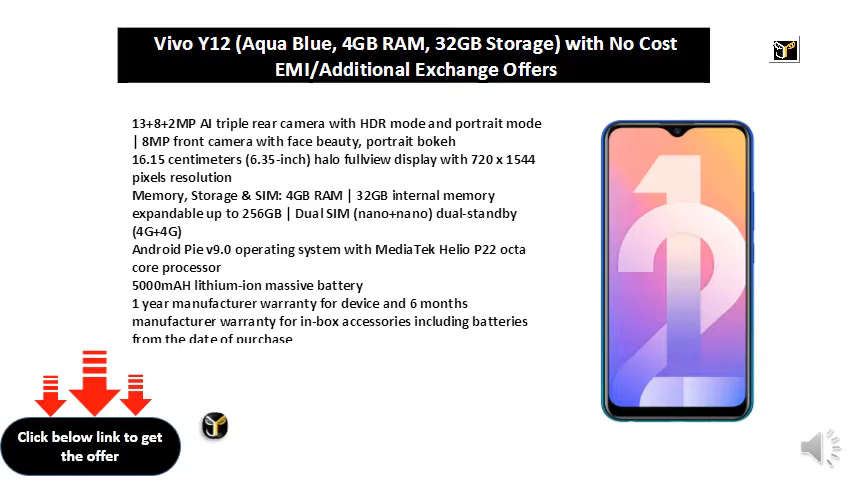 Vivo Y12 (Aqua Blue, 4GB RAM, 32GB Storage) with No Cost
EMI/Additional Exchange Offers
13+8+2MP AI triple rear camera with HDR mode and portrait mode
| 8MP front camera with face beauty, portrait bokeh
16.15 centimeters (6.35-inch) halo fullview display with 720 x 1544
pixels resolution
Memory, Storage & SIM: 4GB RAM | 32GB internal memory
expandable up to 256GB | Dual SIM (nano+nano) dual-standby
(4G+4G)
Android Pie v9.0 operating system with MediaTek Helio P22 octa
core processor
5000mAH lithium-ion massive battery
1 year manufacturer warranty for device and 6 months
manufacturer warranty for in-box accessories including batteries
from the date of purchase
12
Click below link to get
the offer